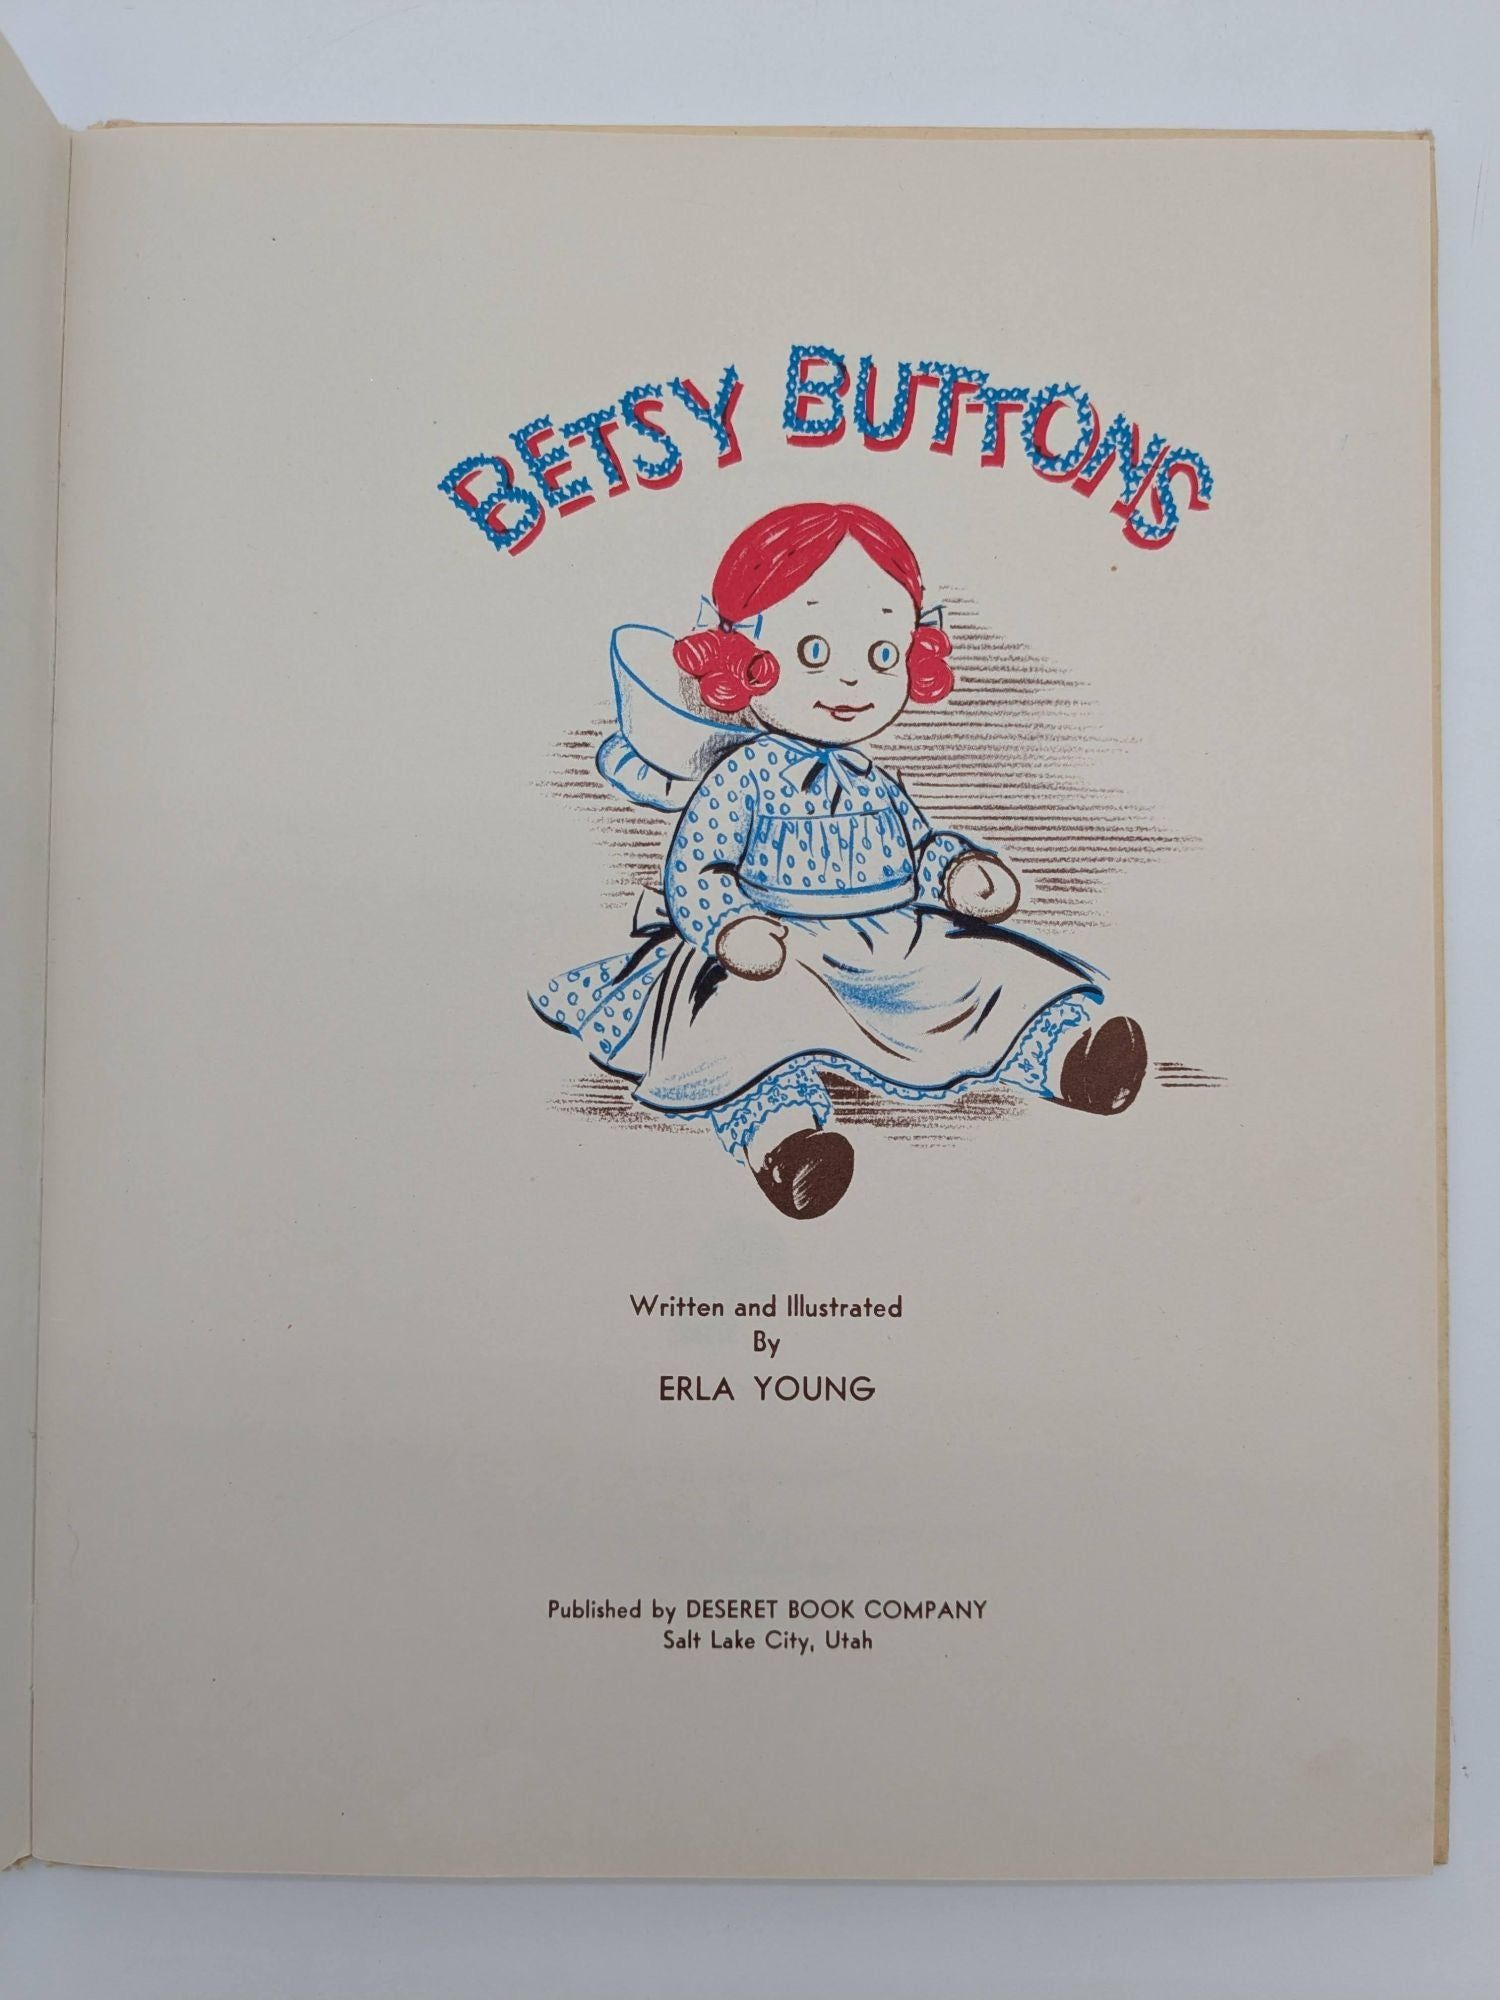 BETSY BUTTONS
Written and Illustrated
By
ERLA YOUNG
Published by DESERET BOOK COMPANY
Salt Lake City, Utah